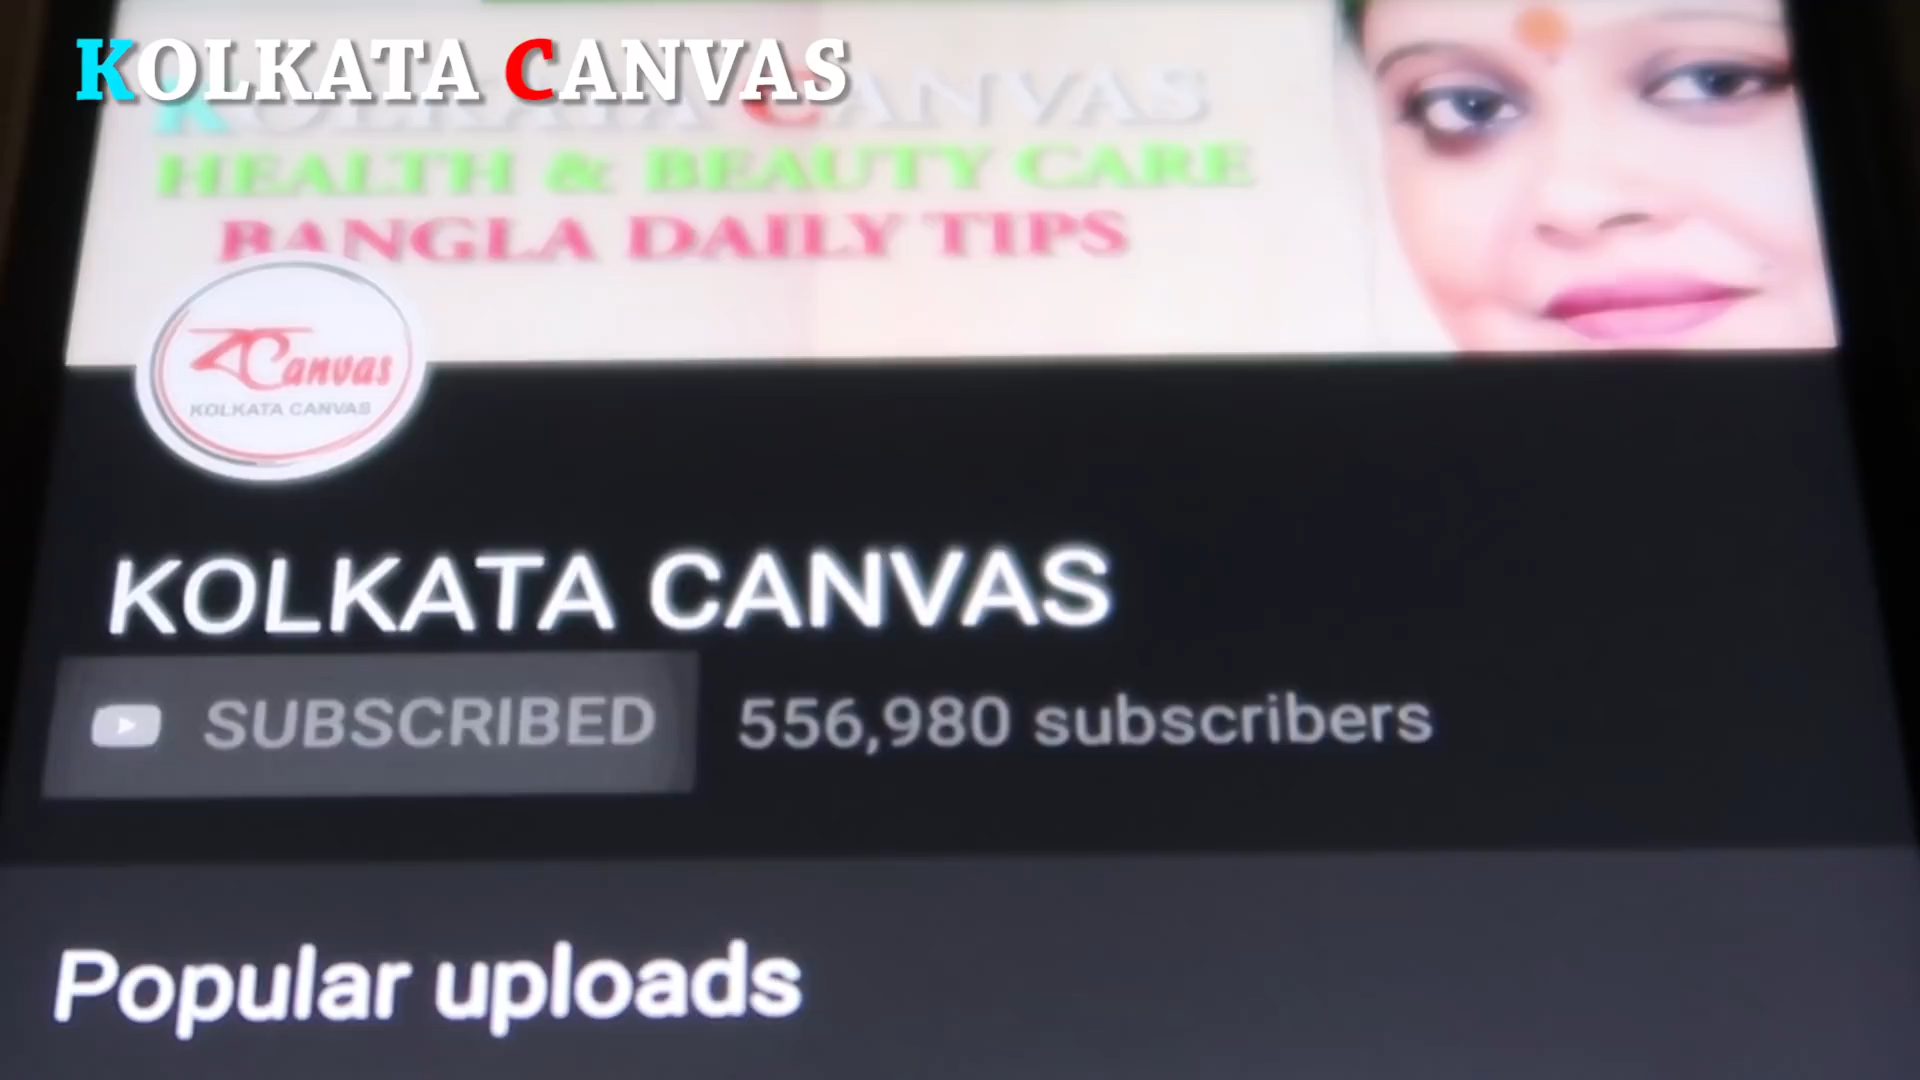 KOLKATA CANVAS
KOLKATA CANVAS
HEALTH & BEAUTY CARE
BANGLA DAILY TIPS
Canvas
KOLKATA CANVAS
KOLKATA CANVAS
SUBSCRIBED 556,980 subscribers
Popular uploads